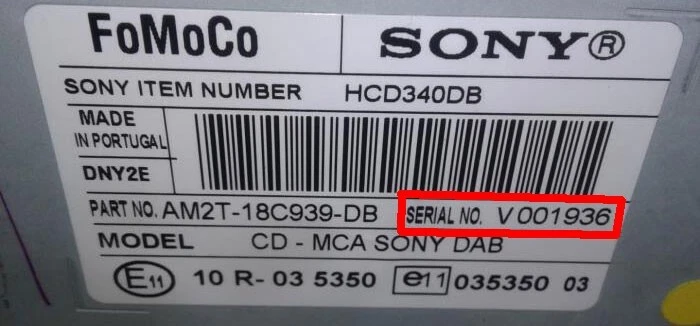 FoMoCo SONY®
SONY ITEM NUMBER HCD340DB
MADE
IN PORTUGAL
DNY2E
PART NO. AM2T-18C939-DB SERIAL NO. V001936
MODEL CD - MCA SONY DAB
E11 10 R- 03 5350 e11 035350 03